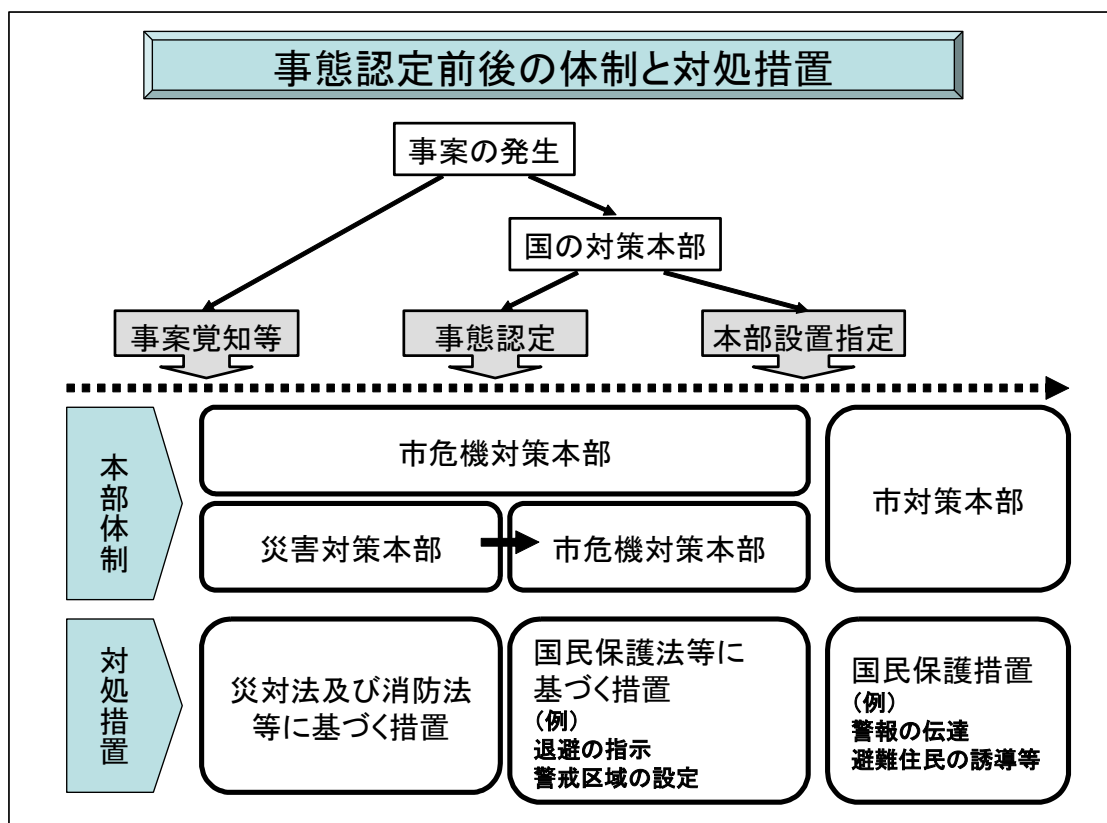 事態認定前後の体制と対処措置
事案の発生
国の対策本部
事案覚知等
事態認定
本部設置指定
本部体制
市危機対策本部
市対策本部
災害対策本部
市危機対策本部
対処措置
災対法及び消防法
等に基づく措置
国民保護法等に
基づく措置
(例)
退避の指示
警戒区域の設定
国民保護措置
(例)
警報の伝達
避難住民の誘導等